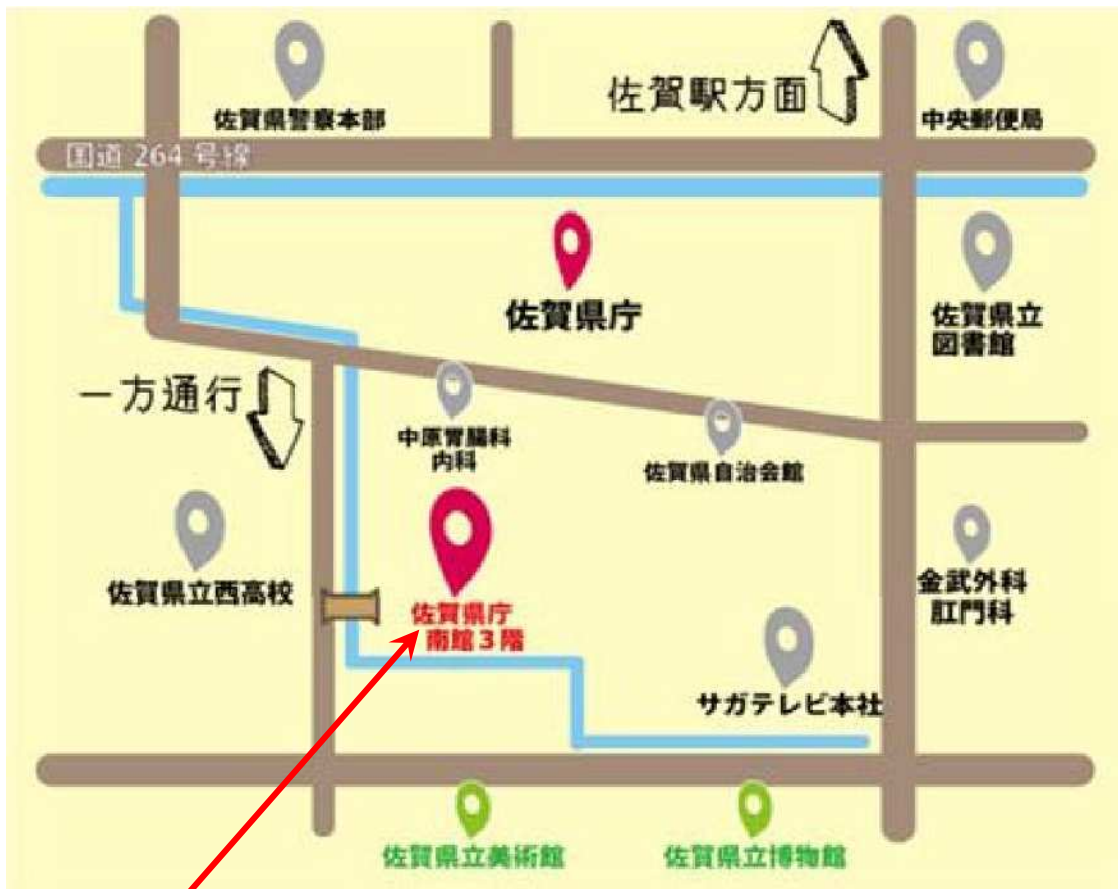 佐賀駅方面
佐賀県警察本部
中央郵便局
国道 264 号線
佐賀県庁
佐賀県立
図書館
一方通行
中原胃腸科
内科
佐賀県自治会館
佐賀県立西高校
佐賀県庁
南館3階
金武外科
肛門科
サガテレビ本社
佐賀県立美術館
佐賀県立博物館